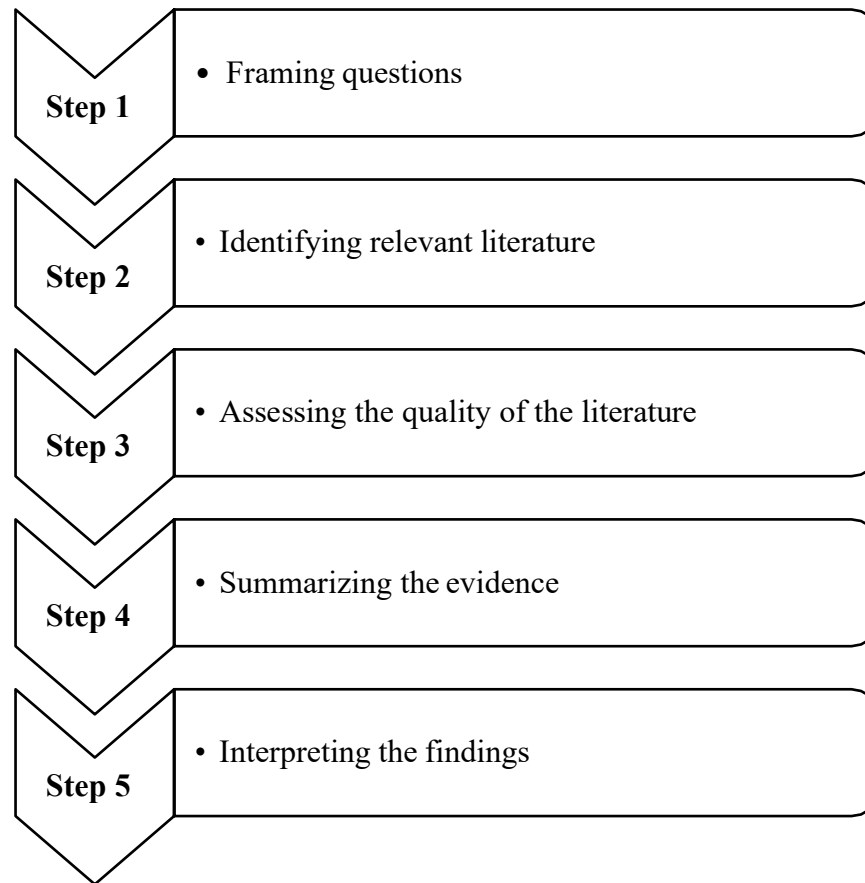 Step 1
• Framing questions
Step 2
• Identifying relevant literature
Step 3
• Assessing the quality of the literature
Step 4
• Summarizing the evidence
Step 5
• Interpreting the findings